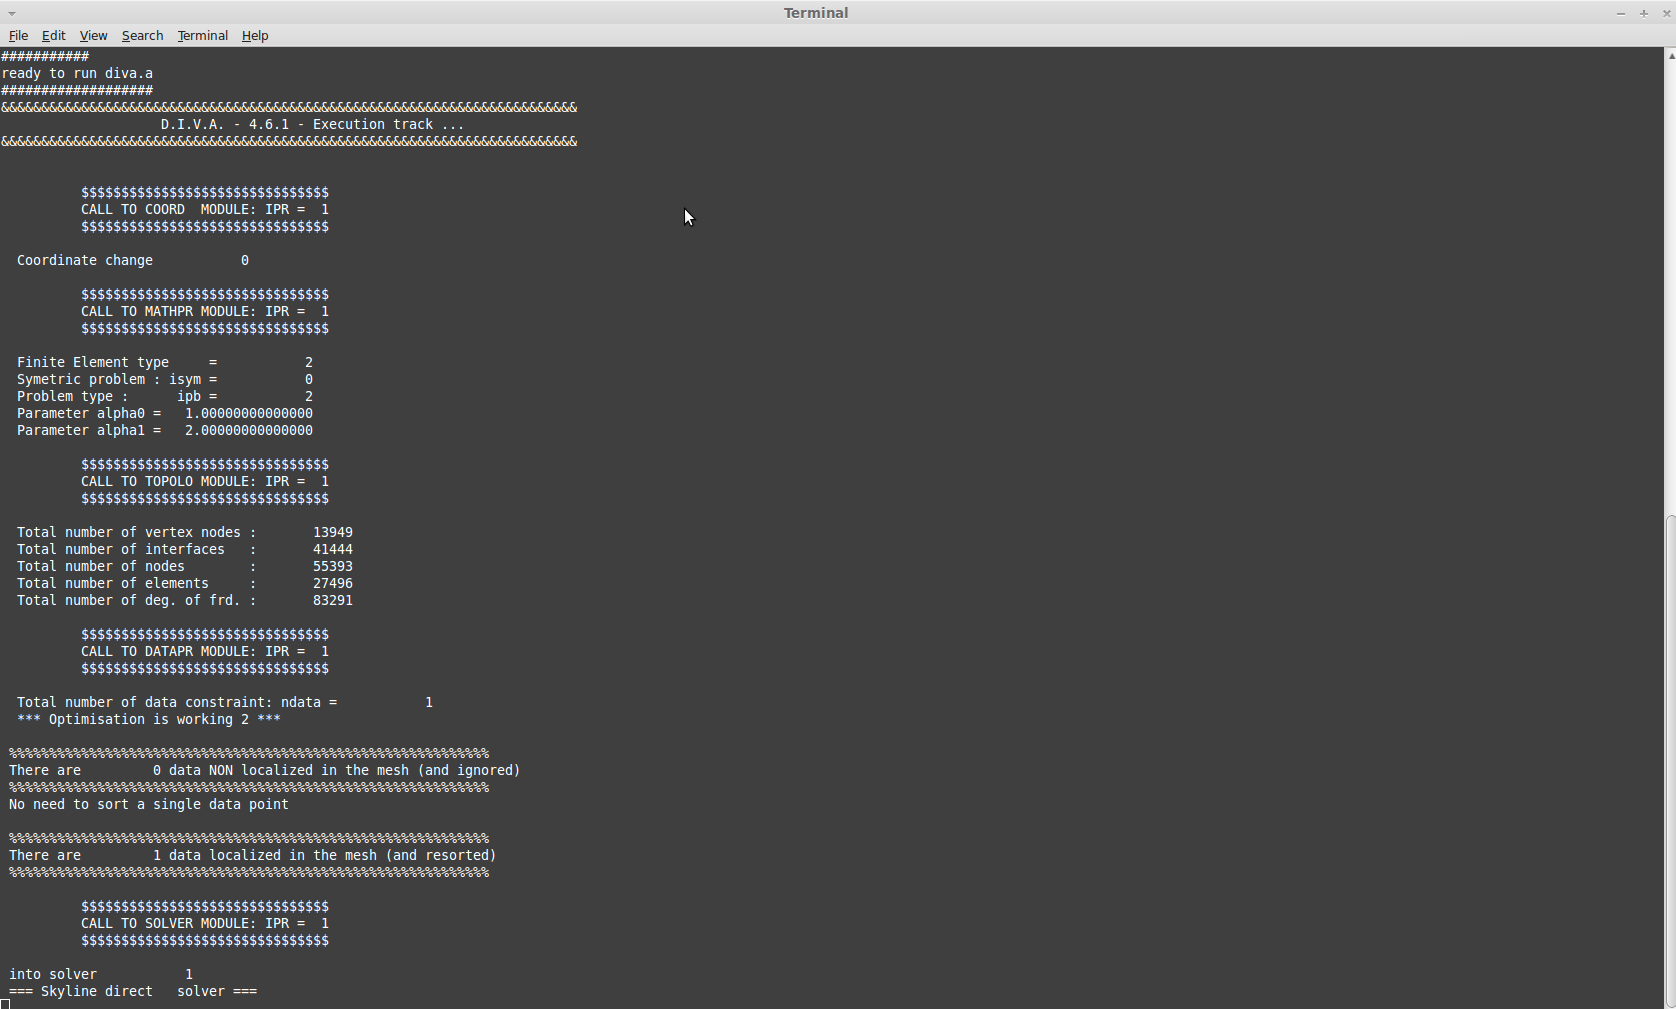 Terminal
File Edit View Search Terminal Help
###########
ready to run diva.a
###################
&&&&&&&&&&&&&&&&&&&&&&&&&&&&&&&&&&&&&&&&&&&&&&&&&&&&&&&&&&&&&&&&&&&&&&&&
D.I.V.A. - 4.6.1 - Execution track ...
&&&&&&&&&&&&&&&&&&&&&&&&&&&&&&&&&&&&&&&&&&&&&&&&&&&&&&&&&&&&&&&&&&&&&&&&
$$$$$$$$$$$$$$$$$$$$$$$$$$$$$$$
CALL TO COORD  MODULE: IPR =  1
$$$$$$$$$$$$$$$$$$$$$$$$$$$$$$$
Coordinate change           0
$$$$$$$$$$$$$$$$$$$$$$$$$$$$$$$
CALL TO MATHPR MODULE: IPR =  1
$$$$$$$$$$$$$$$$$$$$$$$$$$$$$$$
Finite Element type     =           2
Symetric problem : isym =           0
Problem type :      ipb =           2
Parameter alpha0 =   1.00000000000000
Parameter alpha1 =   2.00000000000000
$$$$$$$$$$$$$$$$$$$$$$$$$$$$$$$
CALL TO TOPOLO MODULE: IPR =  1
$$$$$$$$$$$$$$$$$$$$$$$$$$$$$$$
Total number of vertex nodes :       13949
Total number of interfaces   :       41444
Total number of nodes        :       55393
Total number of elements     :       27496
Total number of deg. of frd. :       83291
$$$$$$$$$$$$$$$$$$$$$$$$$$$$$$$
CALL TO DATAPR MODULE: IPR =  1
$$$$$$$$$$$$$$$$$$$$$$$$$$$$$$$
Total number of data constraint: ndata =           1
*** Optimisation is working 2 ***
%%%%%%%%%%%%%%%%%%%%%%%%%%%%%%%%%%%%%%%%%%%%%%%%%%%%%%%%%%%%
There are         0 data NON localized in the mesh (and ignored)
%%%%%%%%%%%%%%%%%%%%%%%%%%%%%%%%%%%%%%%%%%%%%%%%%%%%%%%%%%%%
No need to sort a single data point
%%%%%%%%%%%%%%%%%%%%%%%%%%%%%%%%%%%%%%%%%%%%%%%%%%%%%%%%%%%%
There are         1 data localized in the mesh (and resorted)
%%%%%%%%%%%%%%%%%%%%%%%%%%%%%%%%%%%%%%%%%%%%%%%%%%%%%%%%%%%%
$$$$$$$$$$$$$$$$$$$$$$$$$$$$$$$
CALL TO SOLVER MODULE: IPR =  1
$$$$$$$$$$$$$$$$$$$$$$$$$$$$$$$
into solver           1
=== Skyline direct   solver ===